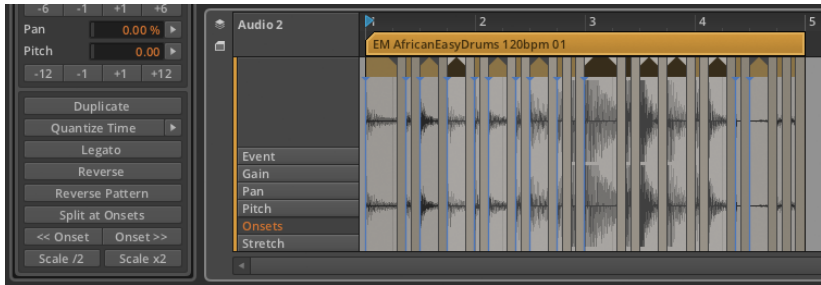 -6 -1 +1 +6
Pan 0.00 %
Pitch 0.00
-12 -1 +1 +12
Duplicate
Quantize Time
Legato
Reverse
Reverse Pattern
Split at Onsets
<< Onset Onset >>
Scale /2 Scale x2
Audio 2
1 2 3 4 5
EM AfricanEasyDrums 120bpm 01
Event
Gain
Pan
Pitch
Onsets
Stretch